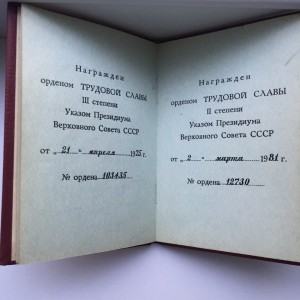 Награжден
орденом ТРУДОВОЙ СЛАВЫ
III степени
Указом Президиума
Верховного Совета СССР
от „21" апреля 1975 г.
№ ордена 103435
Награжден
орденом ТРУДОВОЙ СЛАВЫ
II степени
Указом Президиума
Верховного Совета СССР
от „2" марта 1981 г.
№ ордена 12730